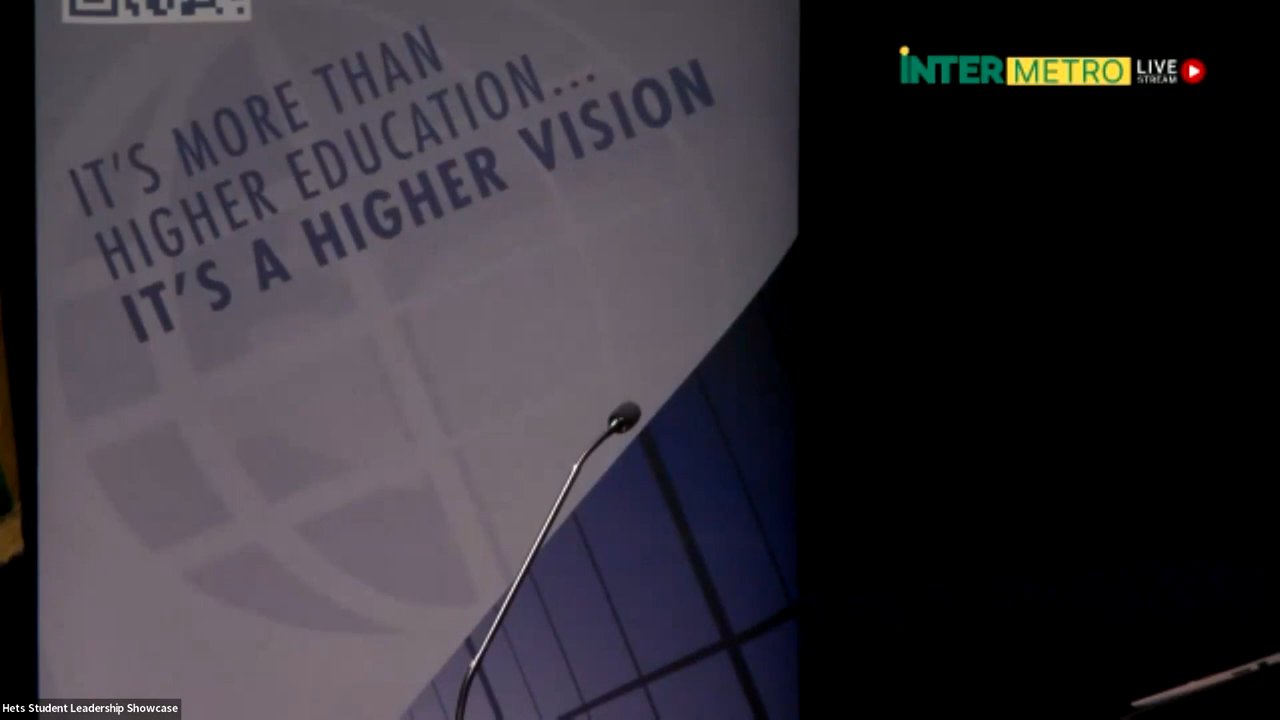 IT'S MORE THAN
HIGHER EDUCATION...
IT'S A HIGHER VISION
INTER METRO LIVE STREAM
Hets Student Leadership Showcase